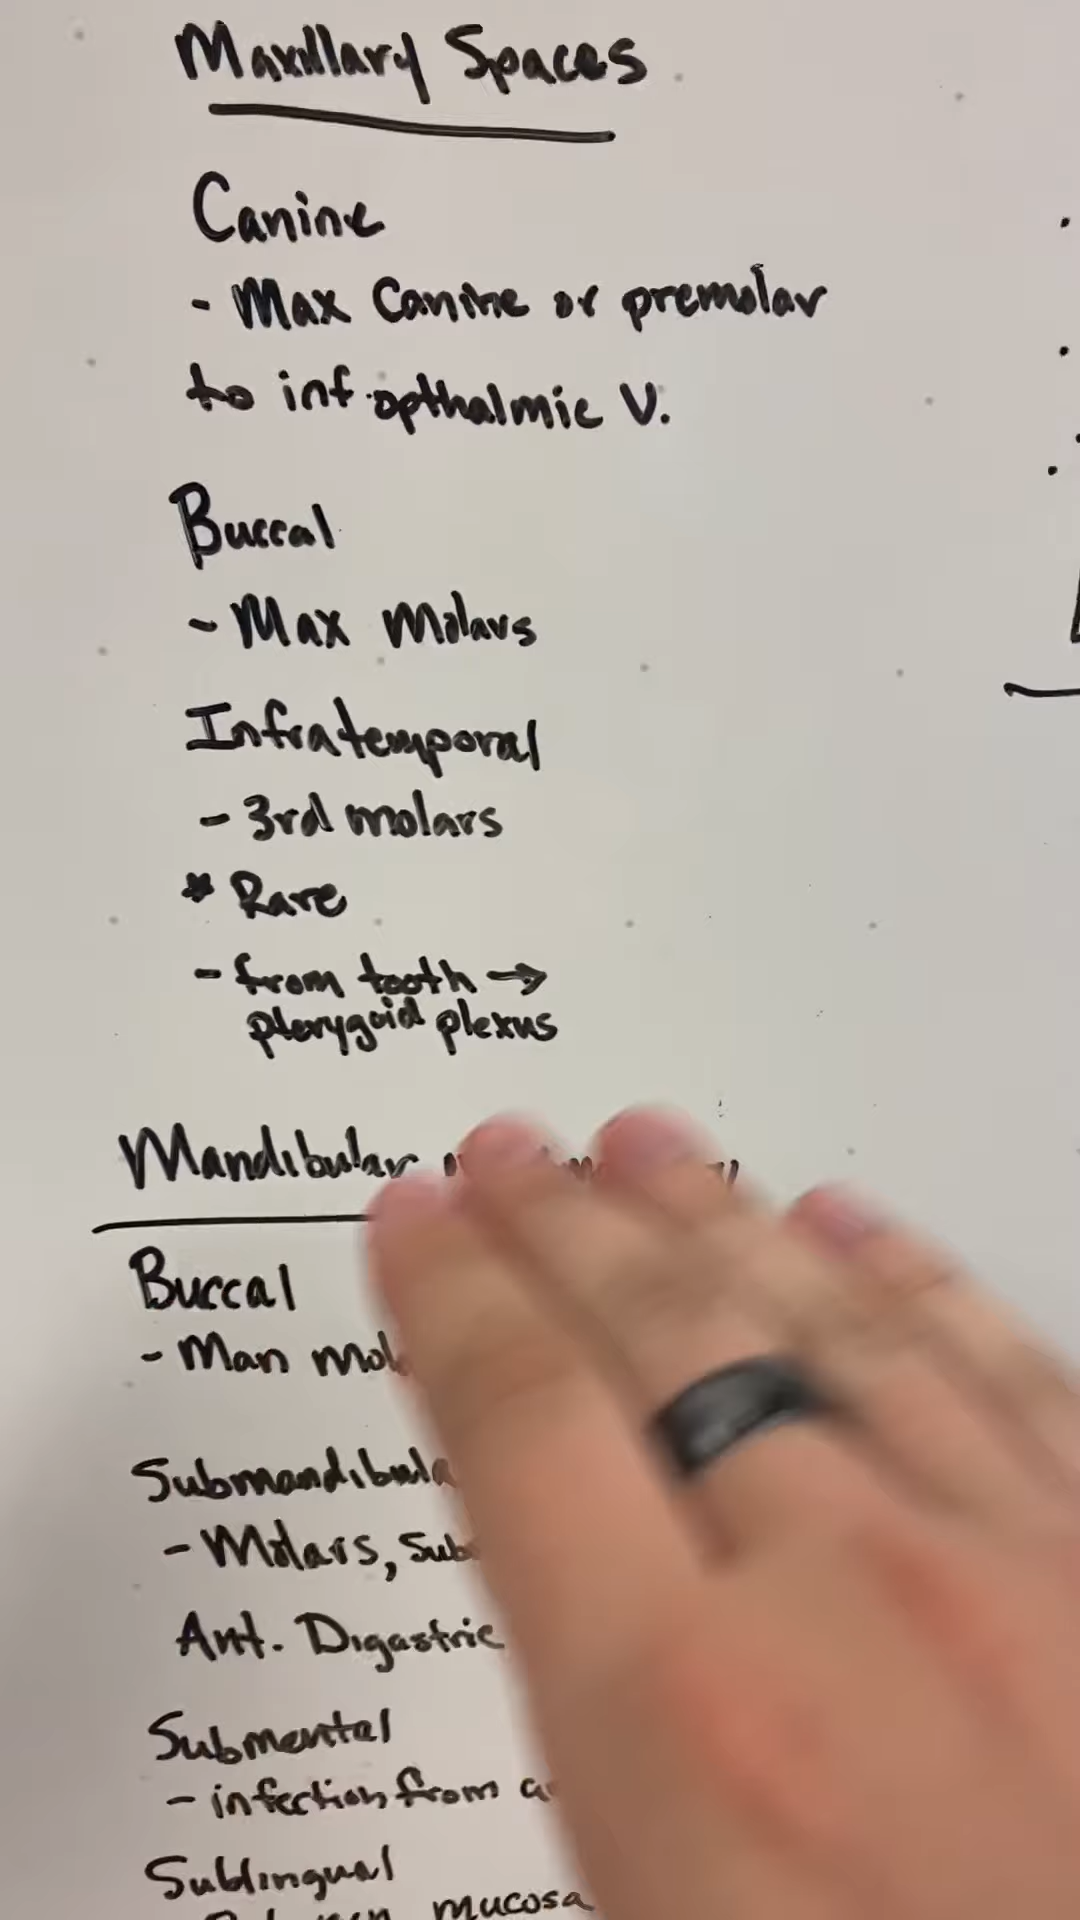 Maxillary Spaces
Canine
- Max Canine or premolar
to inf. opthalmic V.
Buccal
- Max Molars
Infratemporal
- 3rd molars
* Rare
- from tooth →
pterygoid plexus
Mandibular
Buccal
- Man
Submandibula
- Molars,
Ant. Digastric
Submental
- infection from
Sublingual
mucosa